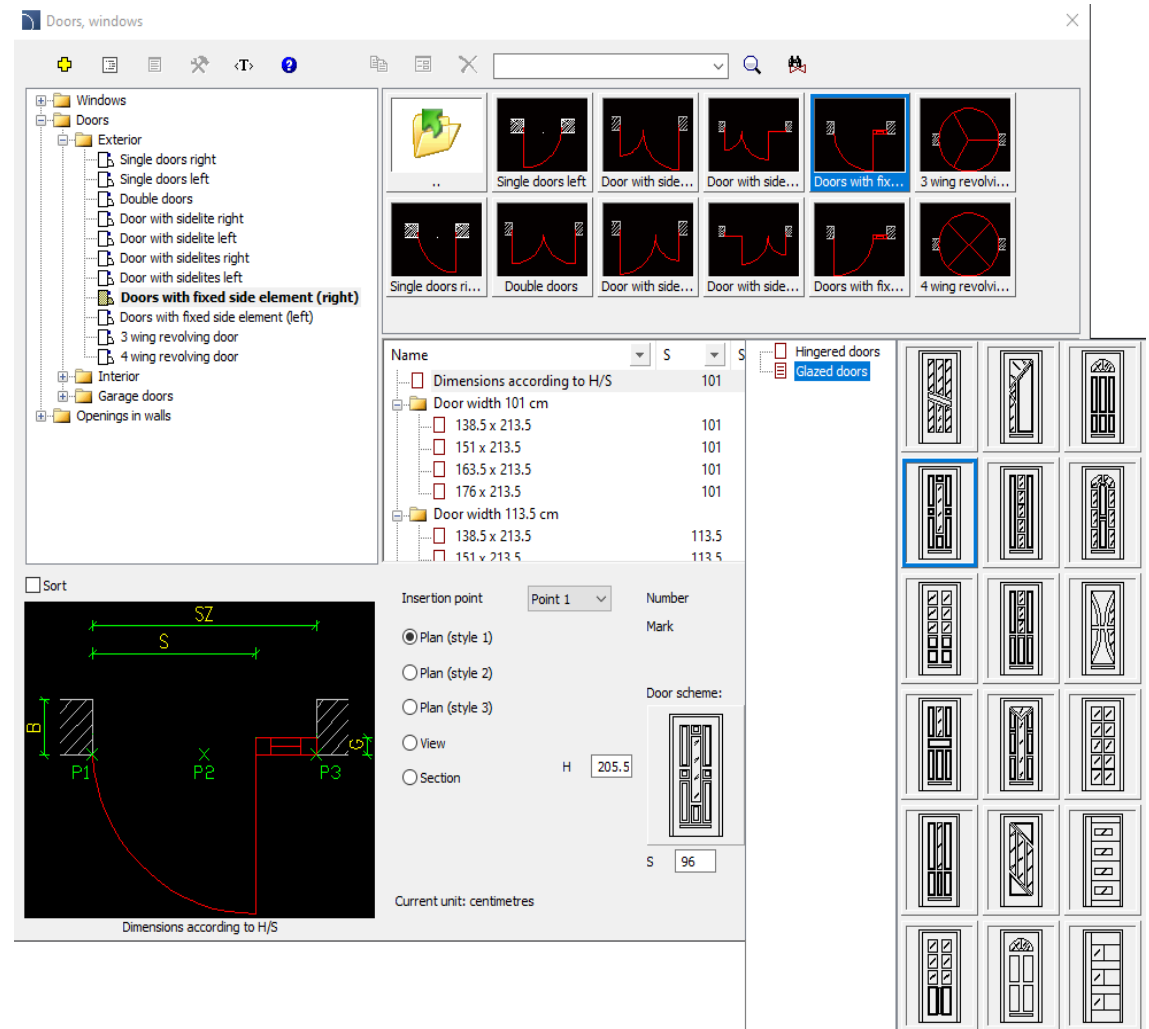 Doors, windows
‹T›
?
Windows
Doors
Exterior
Single doors right
Single doors left
Double doors
Door with sidelite right
Door with sidelite left
Door with sidelites right
Door with sidelites left
Doors with fixed side element (right)
Doors with fixed side element (left)
3 wing revolving door
4 wing revolving door
Interior
Garage doors
Openings in walls
..
Single doors left
Door with side...
Door with side...
Doors with fix...
3 wing revolvi...
Single doors ri...
Double doors
Door with side...
Door with side...
Doors with fix...
4 wing revolvi...
Name S S
Dimensions according to H/S 101
Door width 101 cm
138.5 x 213.5 101
151 x 213.5 101
163.5 x 213.5 101
176 x 213.5 101
Door width 113.5 cm
138.5 x 213.5 113.5
151 x 213.5 113.5
Hingered doors
Glazed doors
Sort
SZ
S
B
G
P1
P2
P3
Dimensions according to H/S
Insertion point Point 1
Plan (style 1)
Plan (style 2)
Plan (style 3)
View
Section
Number
Mark
Door scheme:
H 205.5
S 96
Current unit: centimetres